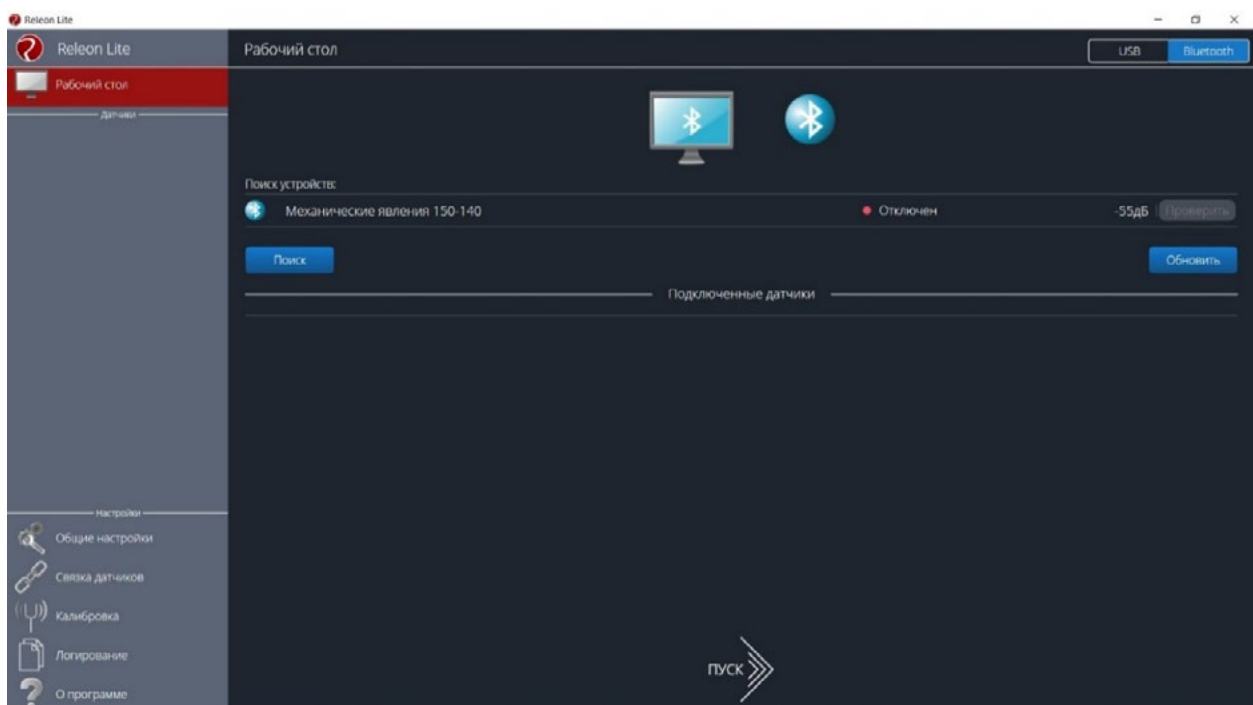 Releon Lite
Releon Lite
Рабочий стол
USB
Bluetooth
Рабочий стол
Датчики
Поиск устройств:
Механические явления 150-140
Отключен
-55дБ
Проверить
Поиск
Обновить
Подключенные датчики
Настройки
Общие настройки
Связка датчиков
Калибровка
Логирование
О программе
ПУСК